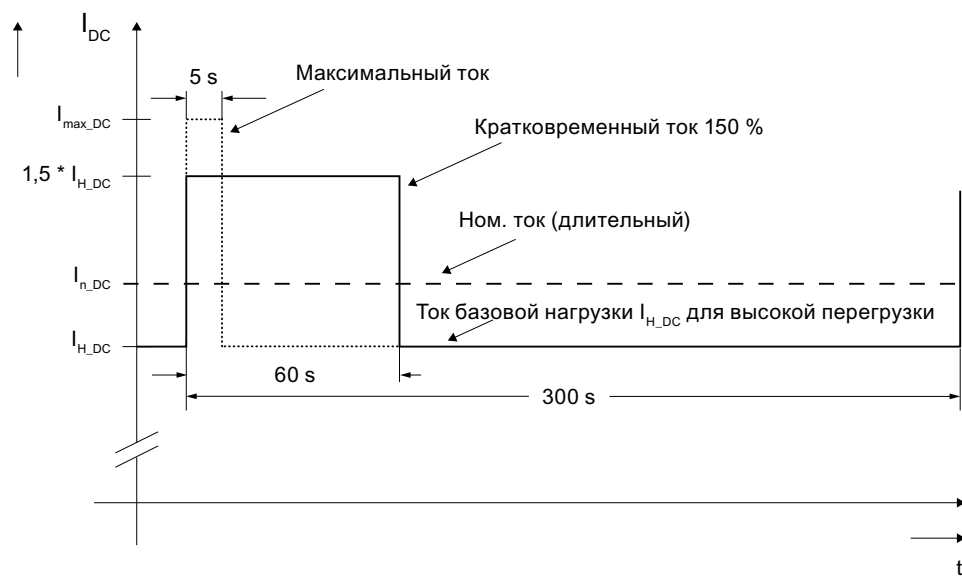 I_DC
5 s
Максимальный ток
I_max_DC
Кратковременный ток 150 %
1,5 * I_H_DC
Ном. ток (длительный)
I_n_DC
Ток базовой нагрузки I_H_DC для высокой перегрузки
I_H_DC
60 s
300 s
t